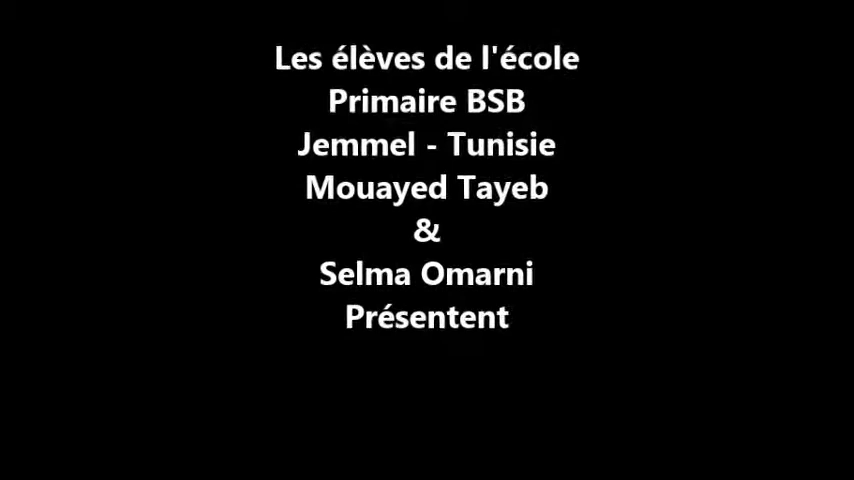 Les élèves de l'école
Primaire BSB
Jemmel - Tunisie
Mouayed Tayeb
&
Selma Omarni
Présentent